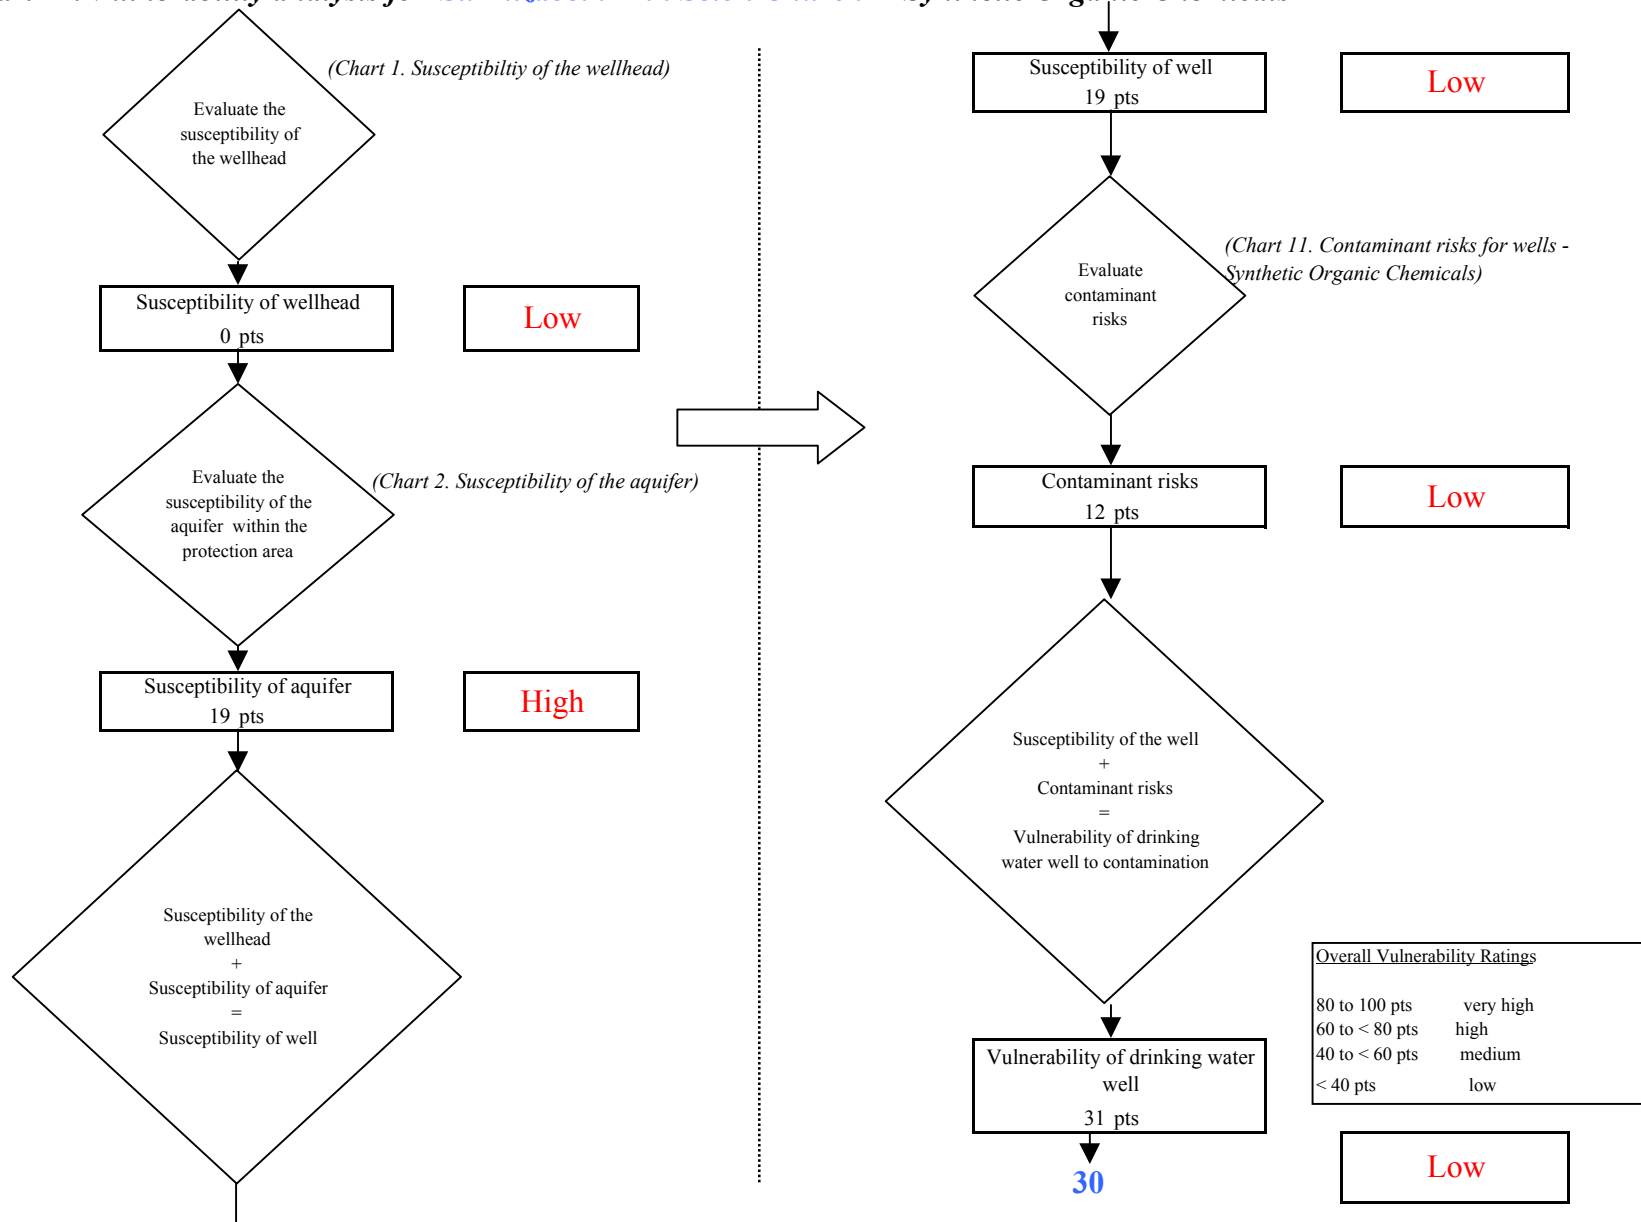 Synthetic Organic Chemicals
(Chart 1. Susceptibiltiy of the wellhead)
Evaluate the
susceptibility of
the wellhead
Susceptibility of wellhead
0 pts
Low
Evaluate the
susceptibility of the
aquifer within the
protection area
(Chart 2. Susceptibility of the aquifer)
Susceptibility of aquifer
19 pts
High
Susceptibility of the
wellhead
+
Susceptibility of aquifer
=
Susceptibility of well
Susceptibility of well
19 pts
Low
Evaluate
contaminant
risks
(Chart 11. Contaminant risks for wells -
Synthetic Organic Chemicals)
Contaminant risks
12 pts
Low
Susceptibility of the well
+
Contaminant risks
=
Vulnerability of drinking
water well to contamination
Vulnerability of drinking water
well
31 pts
30
Overall Vulnerability Ratings
80 to 100 pts very high
60 to < 80 pts high
40 to < 60 pts medium
< 40 pts low
Low